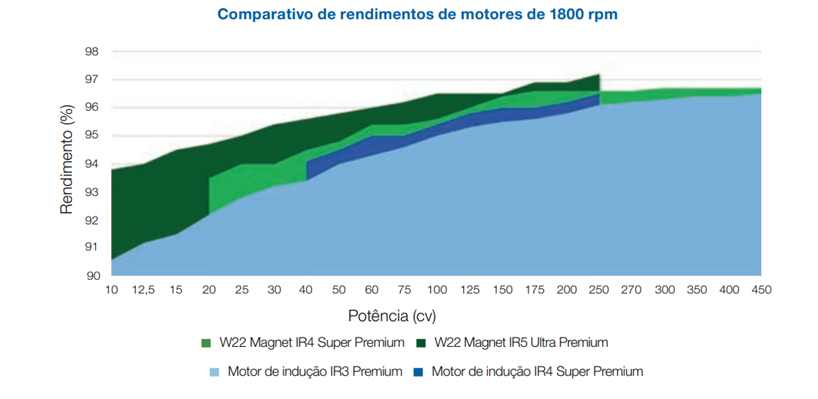 Comparativo de rendimentos de motores de 1800 rpm
98
97
96
95
94
93
92
91
90
Rendimento (%)
10 12,5 15 20 25 30 40 50 60 75 100 125 150 175 200 250 270 300 350 400 450
Potência (cv)
W22 Magnet IR4 Super Premium W22 Magnet IR5 Ultra Premium
Motor de indução IR3 Premium Motor de indução IR4 Super Premium